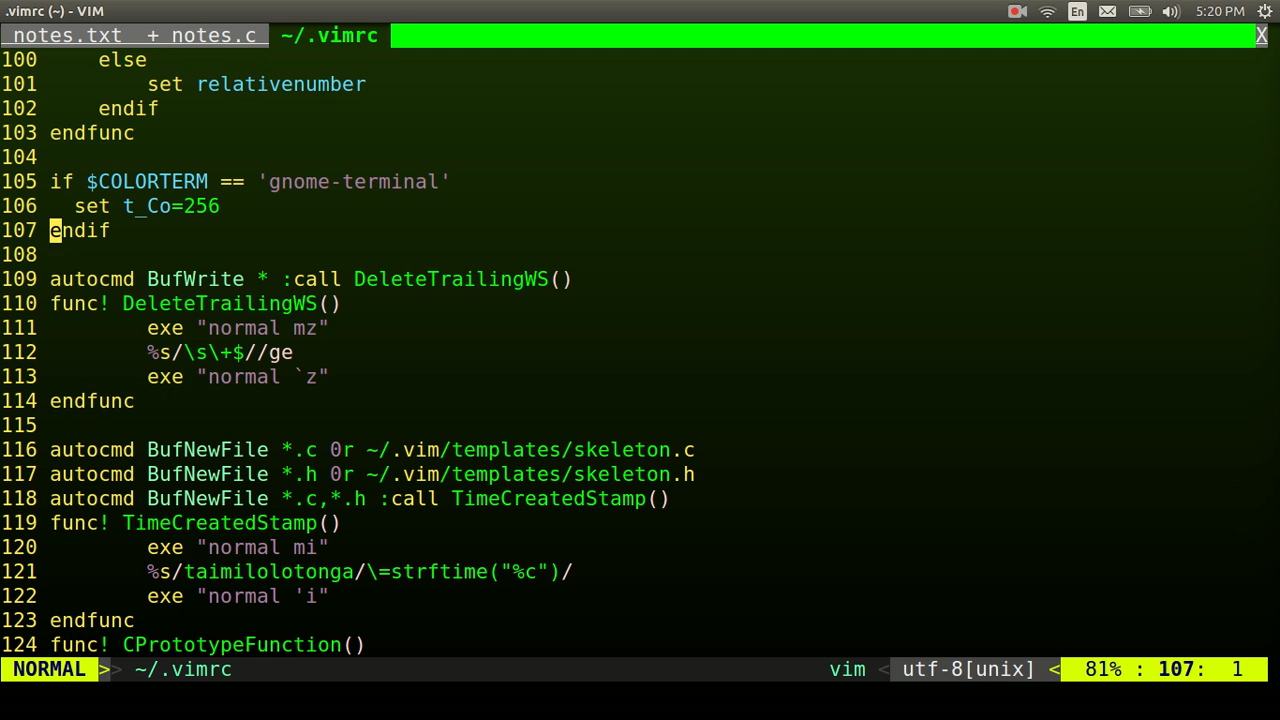 .vimrc (~) - VIM En 5:20 PM
notes.txt + notes.c ~/.vimrc X
100 else
101 set relativenumber
102 endif
103 endfunc
104
105 if $COLORTERM == 'gnome-terminal'
106 set t_Co=256
107 endif
108
109 autocmd BufWrite * :call DeleteTrailingWS()
110 func! DeleteTrailingWS()
111 exe "normal mz"
112 %s/\s\+$//ge
113 exe "normal `z"
114 endfunc
115
116 autocmd BufNewFile *.c 0r ~/.vim/templates/skeleton.c
117 autocmd BufNewFile *.h 0r ~/.vim/templates/skeleton.h
118 autocmd BufNewFile *.c,*.h :call TimeCreatedStamp()
119 func! TimeCreatedStamp()
120 exe "normal mi"
121 %s/taimilolotonga/\=strftime("%c")/
122 exe "normal 'i"
123 endfunc
124 func! CPrototypeFunction()
NORMAL >> ~/.vimrc vim < utf-8[unix] < 81% : 107: 1